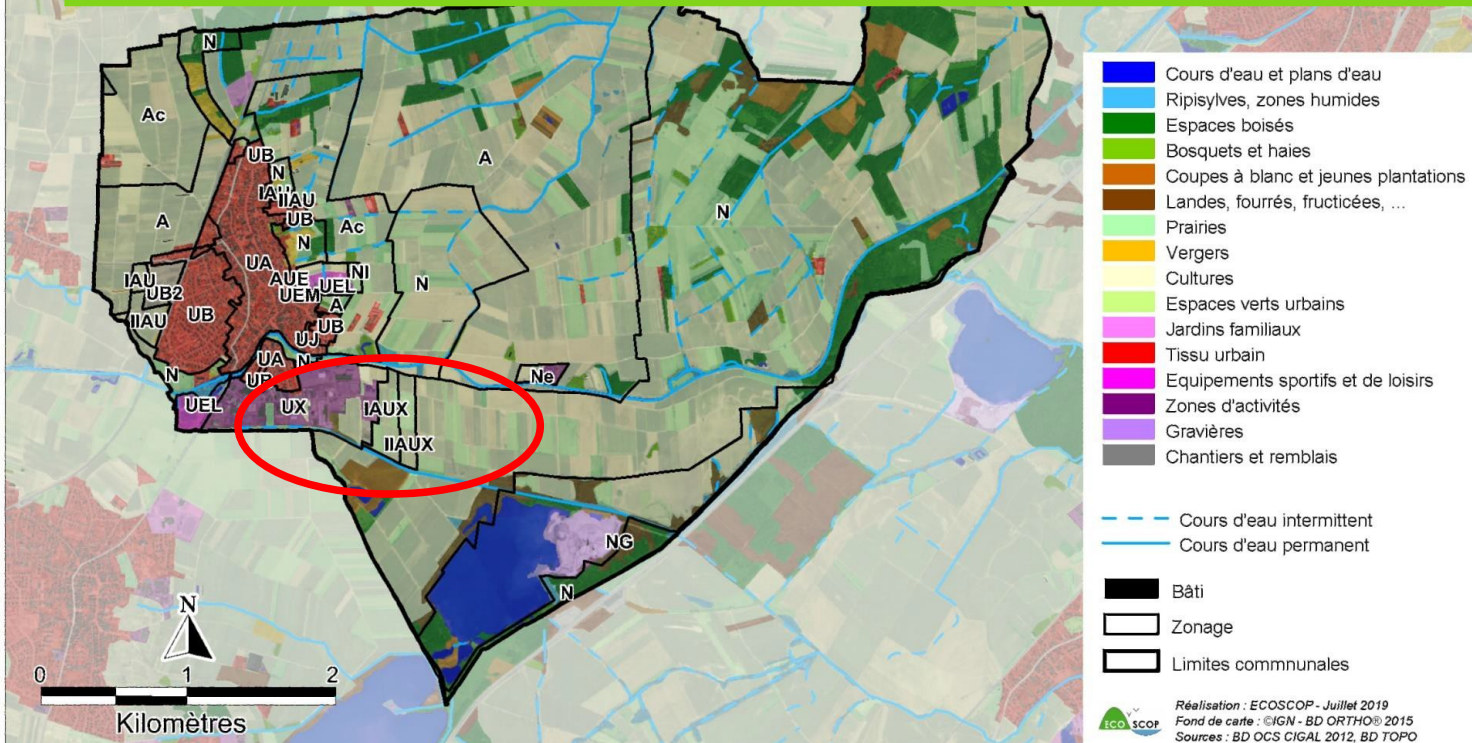 N
Ac
UB
N
IAU
IIAU
A
UB
Ac
N
N
A
UA
IAU
UB2
AUE
NI
UEL
UEM
N
A
IIAU
UB
UB
UJ
UA
N
N
UB
Ne
UEL
UX
IAUX
IIAUX
NG
N
N
0 1 2
Kilomètres
Cours d'eau et plans d'eau
Ripisylves, zones humides
Espaces boisés
Bosquets et haies
Coupes à blanc et jeunes plantations
Landes, fourrés, fructicées, ...
Prairies
Vergers
Cultures
Espaces verts urbains
Jardins familiaux
Tissu urbain
Equipements sportifs et de loisirs
Zones d'activités
Gravières
Chantiers et remblais
Cours d'eau intermittent
Cours d'eau permanent
Bâti
Zonage
Limites commnunales
ECO SCOP
Réalisation : ECOSCOP - Juillet 2019
Fond de carte : ©IGN - BD ORTHO® 2015
Sources : BD OCS CIGAL 2012, BD TOPO